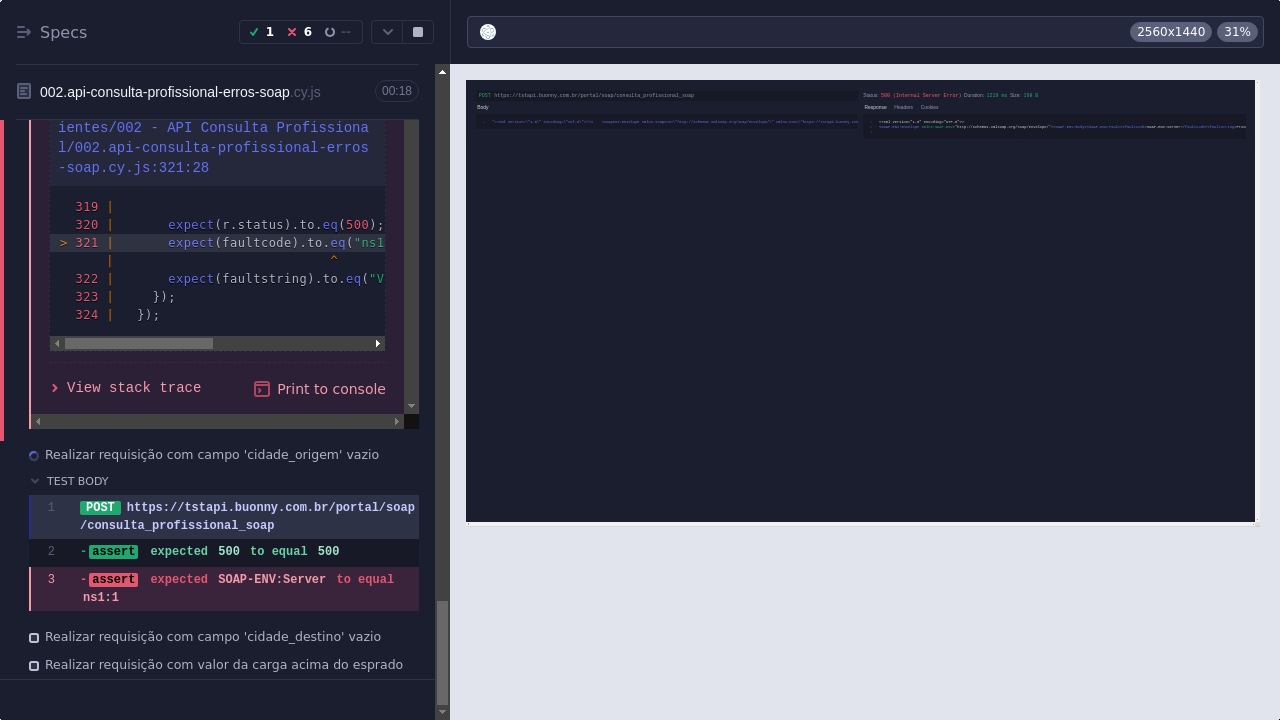 Specs
1
6
--
002.api-consulta-profissional-erros-soap.cy.js
00:18
ientes/002 - API Consulta Profissiona
l/002.api-consulta-profissional-erros
-soap.cy.js:321:28
319 |
320 | expect(r.status).to.eq(500);
> 321 | expect(faultcode).to.eq("ns1
| ^
322 | expect(faultstring).to.eq("V
323 | });
324 | });
View stack trace
Print to console
Realizar requisição com campo 'cidade_origem' vazio
TEST BODY
1 POST https://tstapi.buonny.com.br/portal/soap
/consulta_profissional_soap
2 -assert expected 500 to equal 500
3 -assert expected SOAP-ENV:Server to equal
ns1:1
Realizar requisição com campo 'cidade_destino' vazio
Realizar requisição com valor da carga acima do esprado
2560x1440
31%
POST https://tstapi.buonny.com.br/portal/soap/consulta_profissional_soap
Body
Status: 500 (Internal Server Error) Duration: 1219 ms Size:
Response Headers Cookies